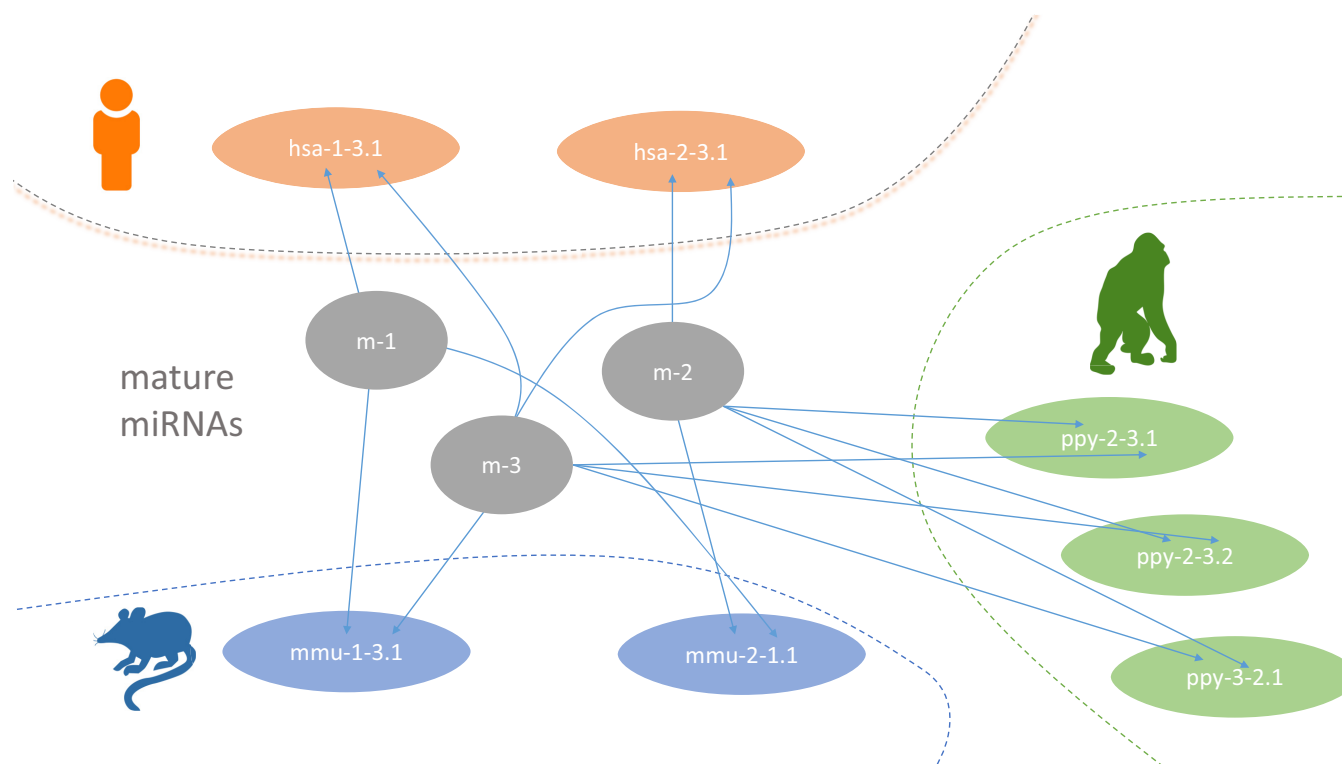 hsa-1-3.1
hsa-2-3.1
m-1
m-2
mature
miRNAs
m-3
ppy-2-3.1
ppy-2-3.2
mmu-1-3.1
mmu-2-1.1
ppy-3-2.1